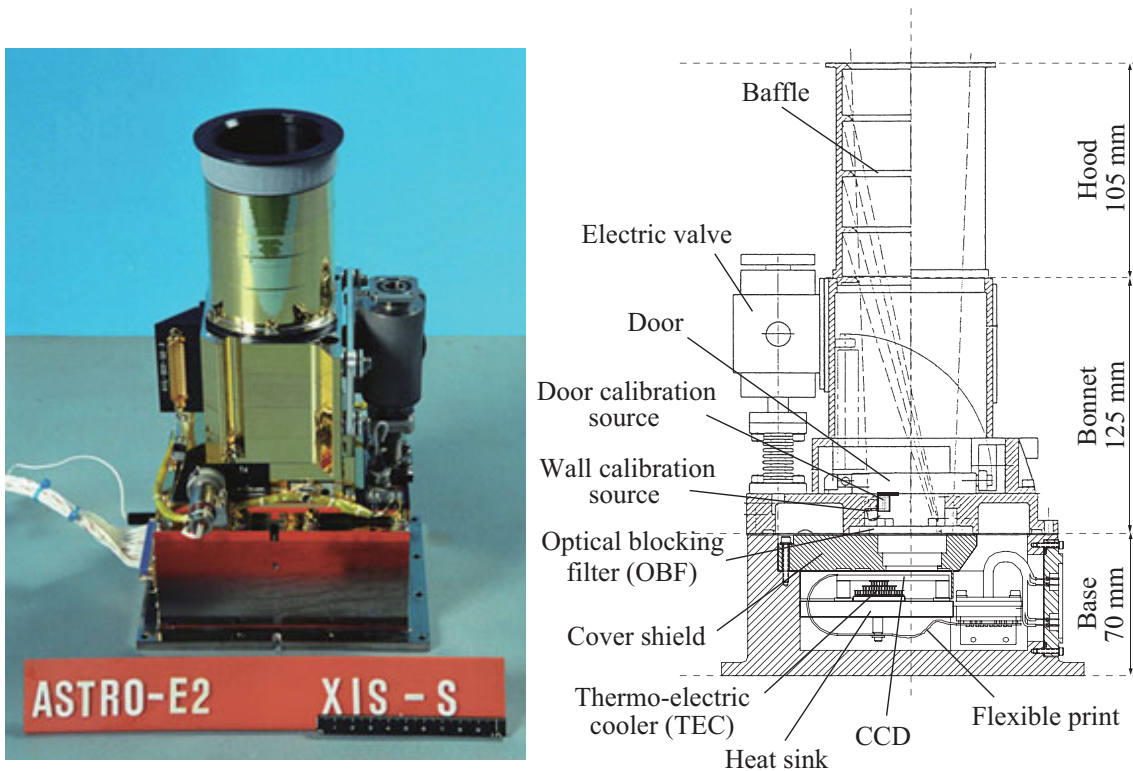 ASTRO-E2 XIS-S
Baffle
Electric valve
Door
Door calibration
source
Wall calibration
source
Optical blocking
filter (OBF)
Cover shield
Thermo-electric
cooler (TEC)
Heat sink
CCD
Flexible print
Hood
105 mm
Bonnet
125 mm
Base
70 mm